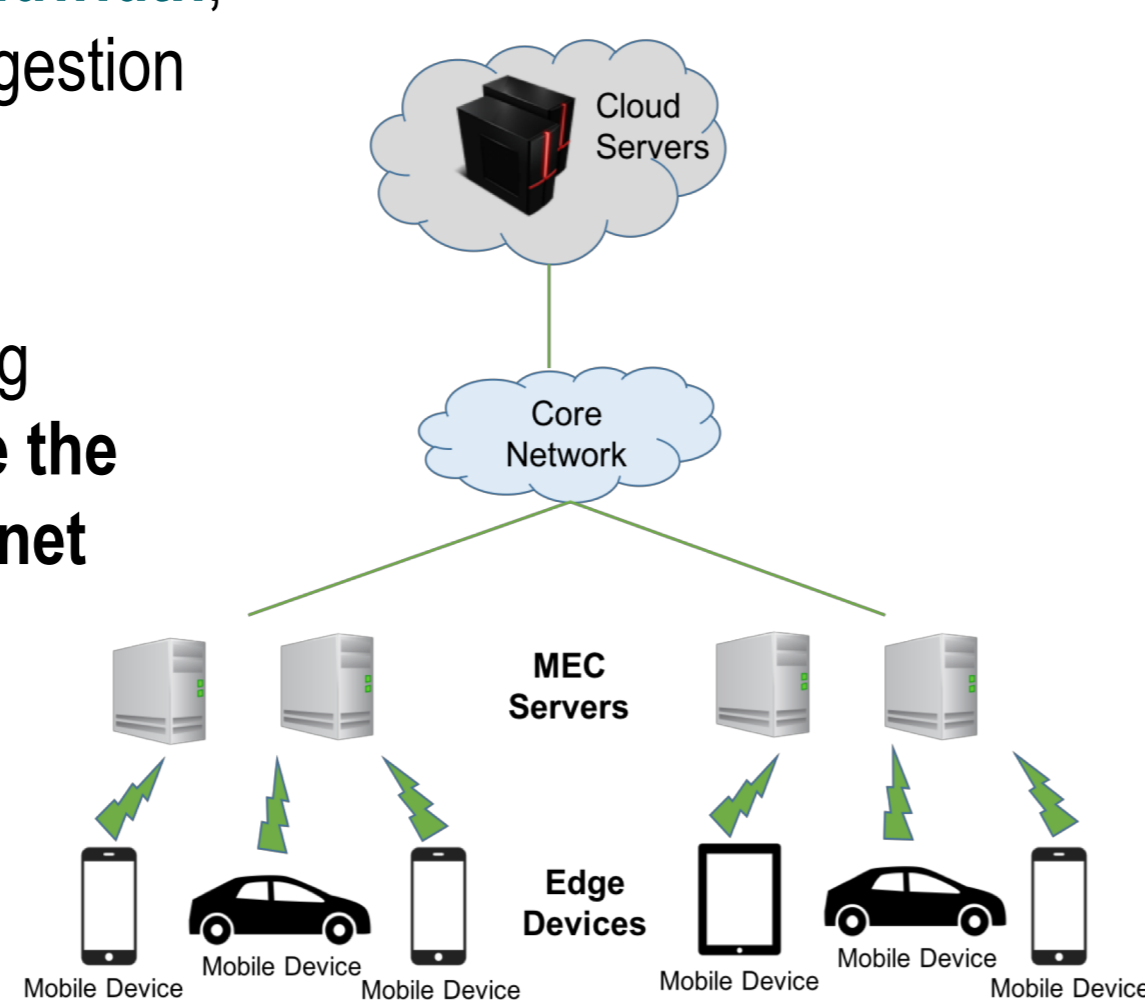 gestion
Cloud
Servers
g
e the
net
Core
Network
MEC
Servers
Edge
Devices
Mobile Device
Mobile Device
Mobile Device
Mobile Device
Mobile Device
Mobile Device